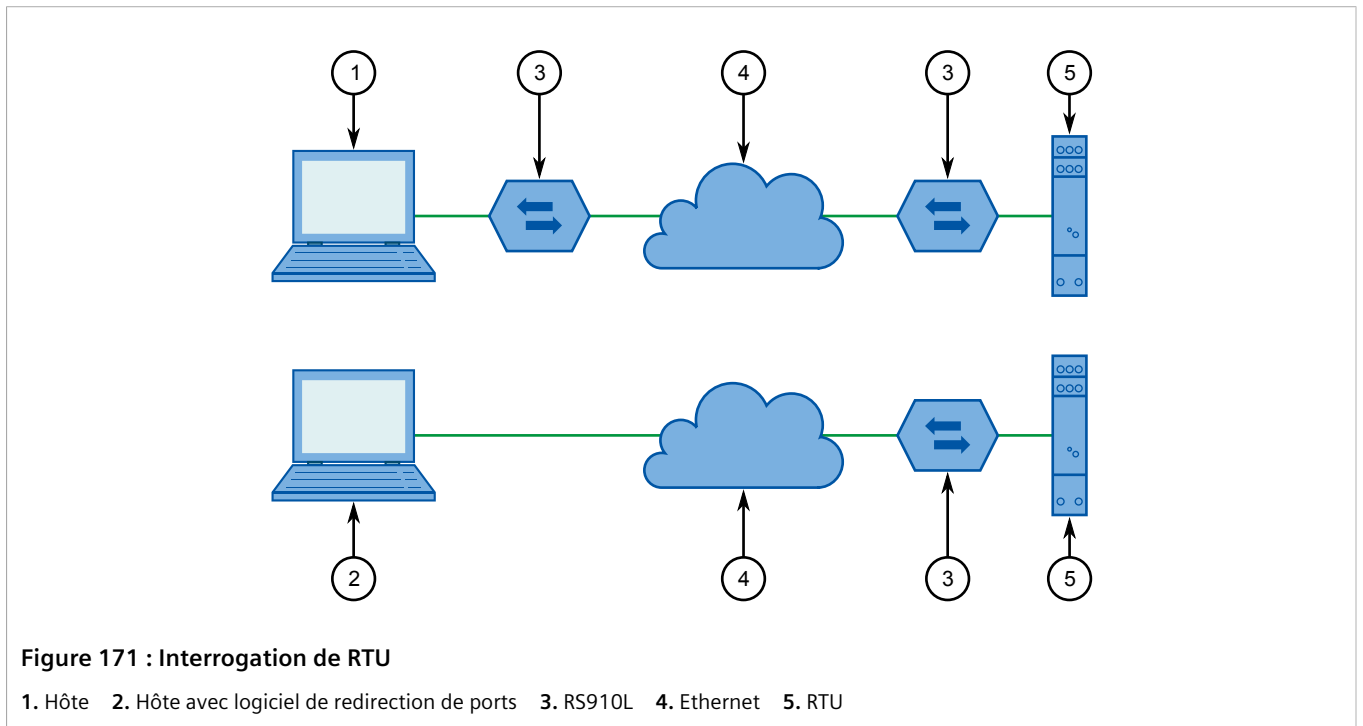 1 3 4 3 5
2 4 3 5
Figure 171 : Interrogation de RTU
1. Hôte 2. Hôte avec logiciel de redirection de ports 3. RS910L 4. Ethernet 5. RTU